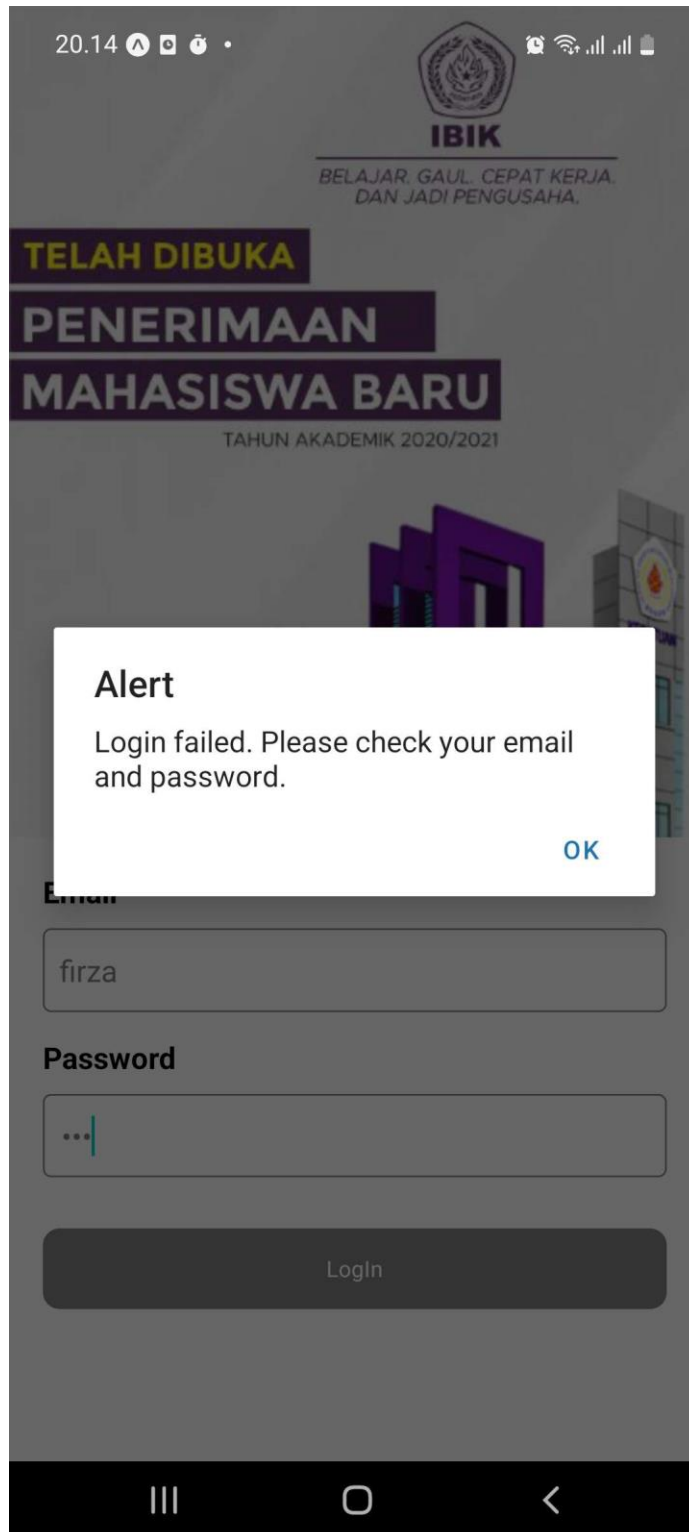 20.14
IBIK
BELAJAR, GAUL. CEPAT KERJA.
DAN JADI PENGUSAHA.
TELAH DIBUKA
PENERIMAAN
MAHASISWA BARU
TAHUN AKADEMIK 2020/2021
Alert
Login failed. Please check your email
and password.
OK
Email
firza
Password
•••
LogIn